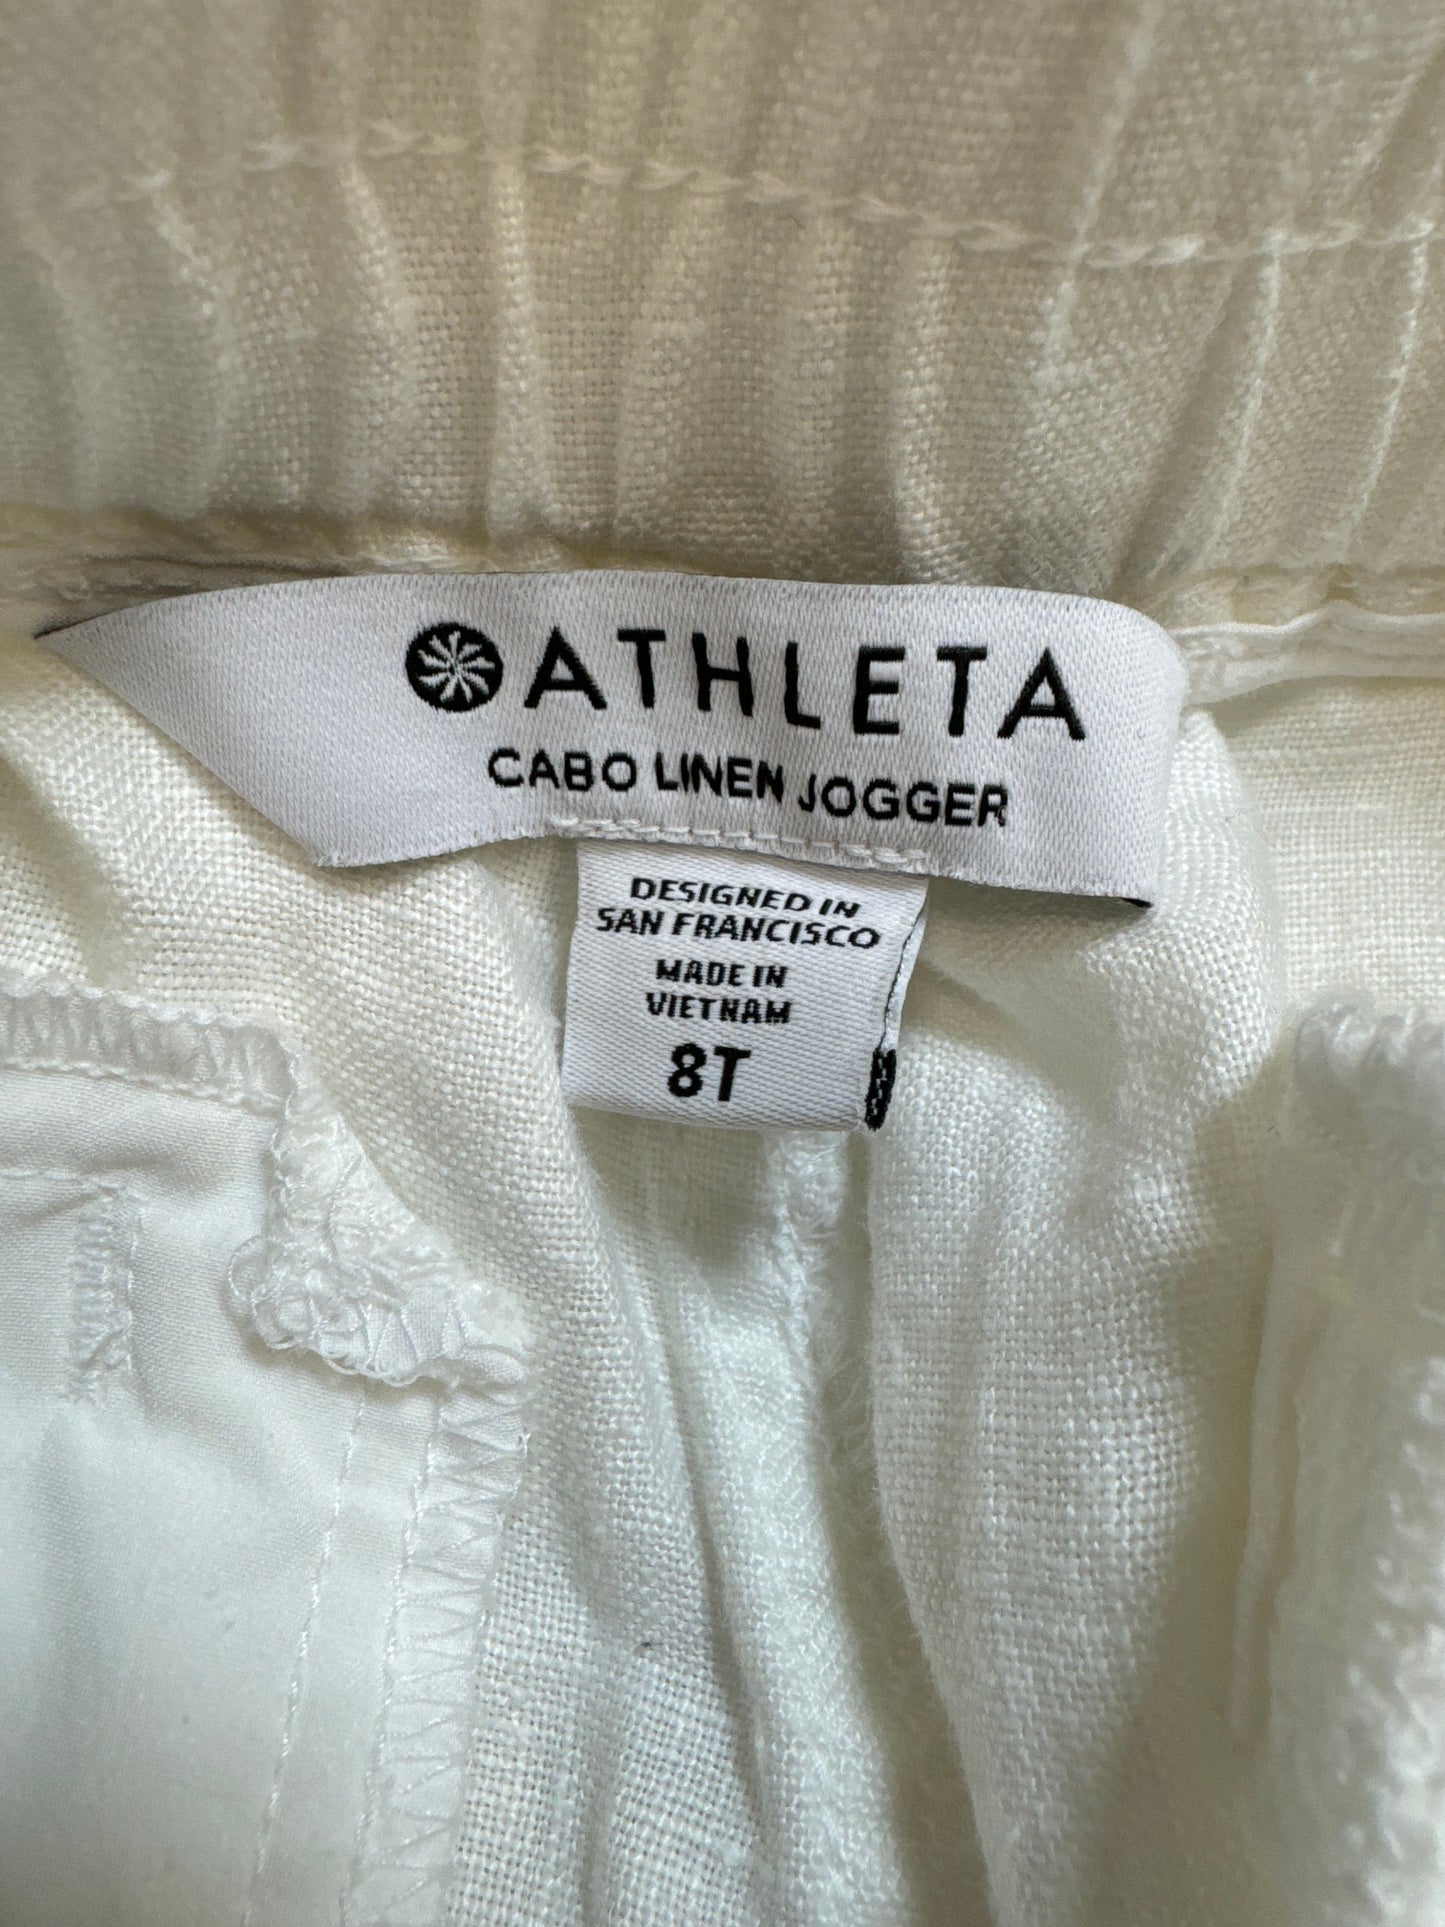 ATHLETA
CABO LINEN JOGGER
DESIGNED IN
SAN FRANCISCO
MADE IN
VIETNAM
8T